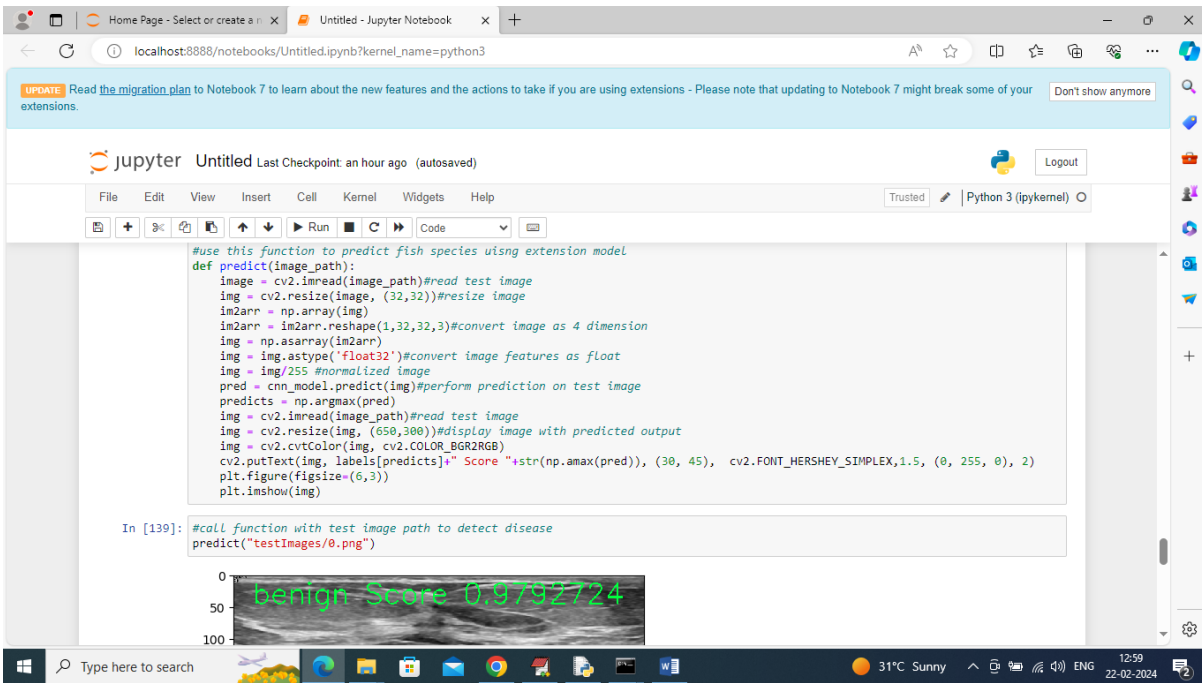 Home Page - Select or create a n
Untitled - Jupyter Notebook
localhost:8888/notebooks/Untitled.ipynb?kernel_name=python3
UPDATE Read the migration plan to Notebook 7 to learn about the new features and the actions to take if you are using extensions - Please note that updating to Notebook 7 might break some of your
extensions.
Don't show anymore
jupyter Untitled Last Checkpoint: an hour ago (autosaved)
Logout
File Edit View Insert Cell Kernel Widgets Help
Trusted Python 3 (ipykernel)
Run Code
#use this function to predict fish species uisng extension model
def predict(image_path):
    image = cv2.imread(image_path)#read test image
    img = cv2.resize(image, (32,32))#resize image
    im2arr = np.array(img)
    im2arr = im2arr.reshape(1,32,32,3)#convert image as 4 dimension
    img = np.asarray(im2arr)
    img = img.astype('float32')#convert image features as float
    img = img/255 #normalized image
    pred = cnn_model.predict(img)#perform prediction on test image
    predicts = np.argmax(pred)
    img = cv2.imread(image_path)#read test image
    img = cv2.resize(img, (650,300))#display image with predicted output
    img = cv2.cvtColor(img, cv2.COLOR_BGR2RGB)
    cv2.putText(img, labels[predicts]+" Score "+str(np.amax(pred)), (30, 45),  cv2.FONT_HERSHEY_SIMPLEX,1.5, (0, 255, 0), 2)
    plt.figure(figsize=(6,3))
    plt.imshow(img)
In [139]: #call function with test image path to detect disease
predict("testImages/0.png")
0
benign Score 0.9792724
50
100
Type here to search
31°C Sunny
ENG
12:59
22-02-2024
2